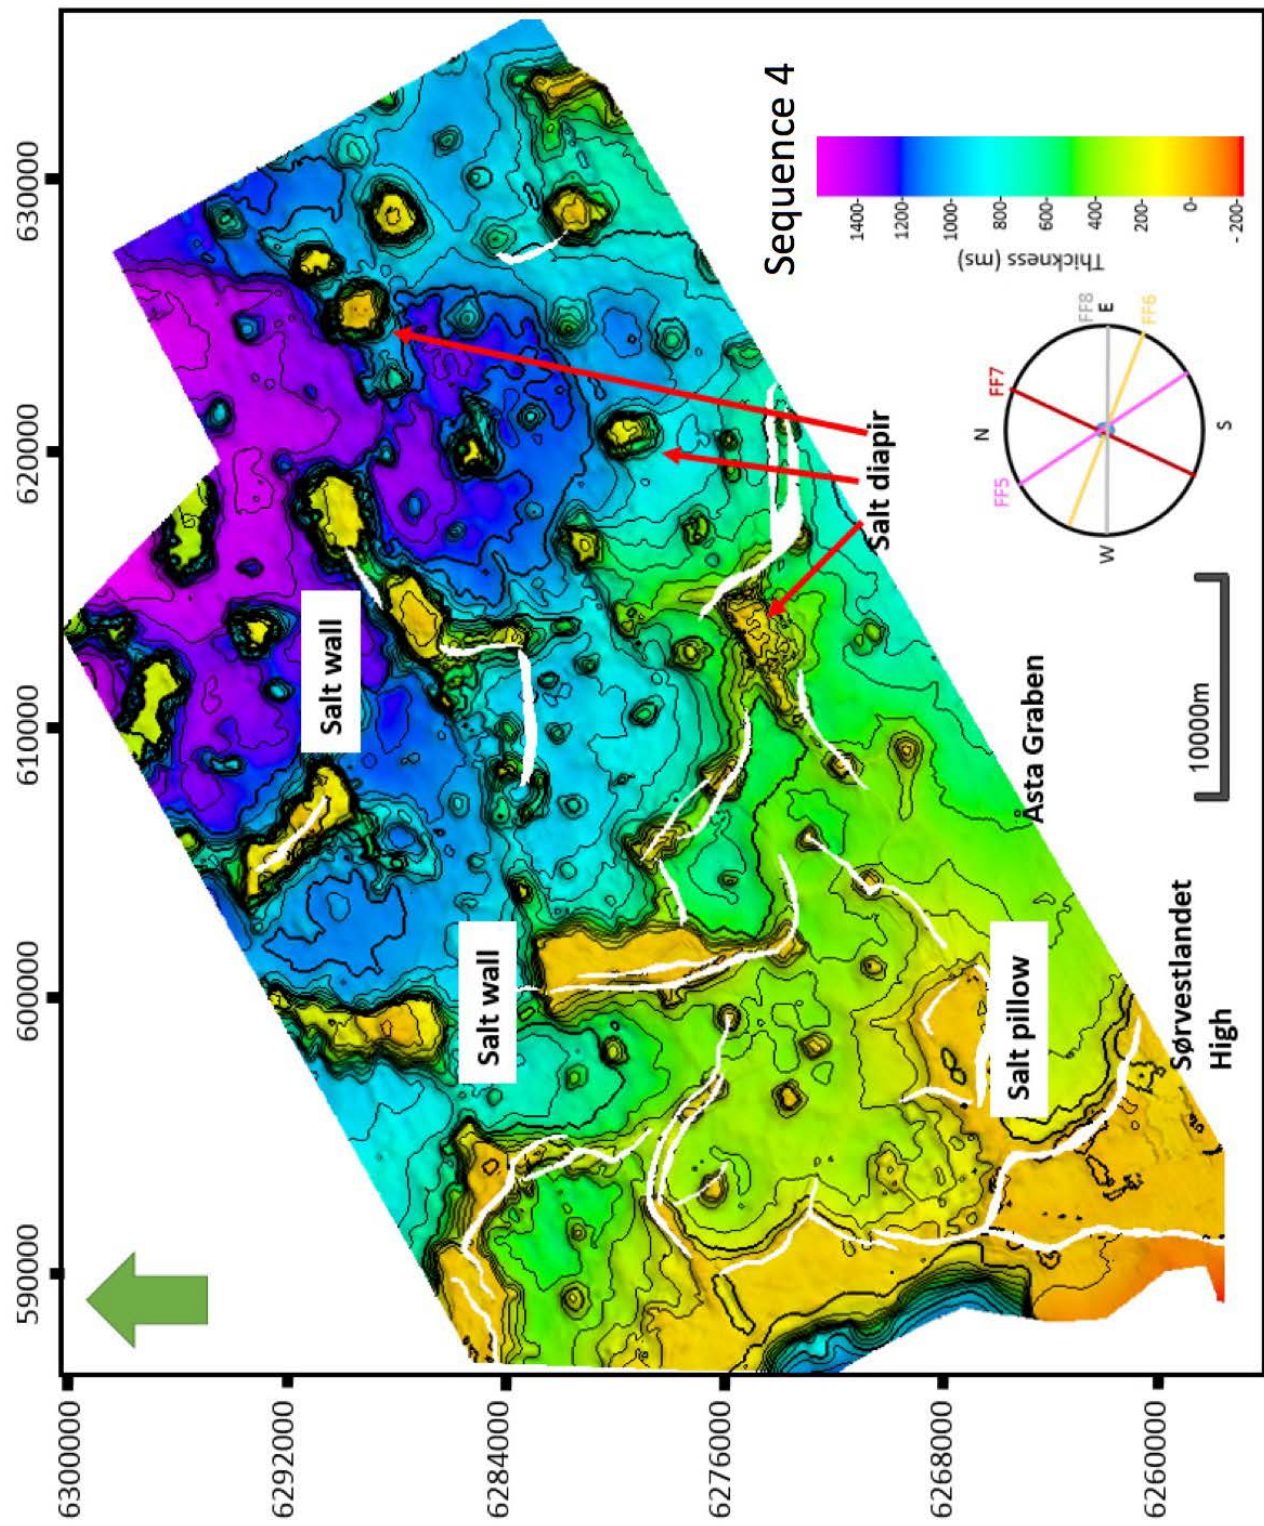 6300000
6292000
6284000
6276000
6268000
6260000
590000
600000
610000
620000
630000
Salt wall
Salt wall
Salt pillow
Salt diapir
Åsta Graben
Sørvestlandet
High
10000m
Sequence 4
Thickness (ms)
1400-
1200-
1000-
800-
600-
400-
200-
0-
-200-
N
E
S
W
FF5
FF7
FF8
FF6